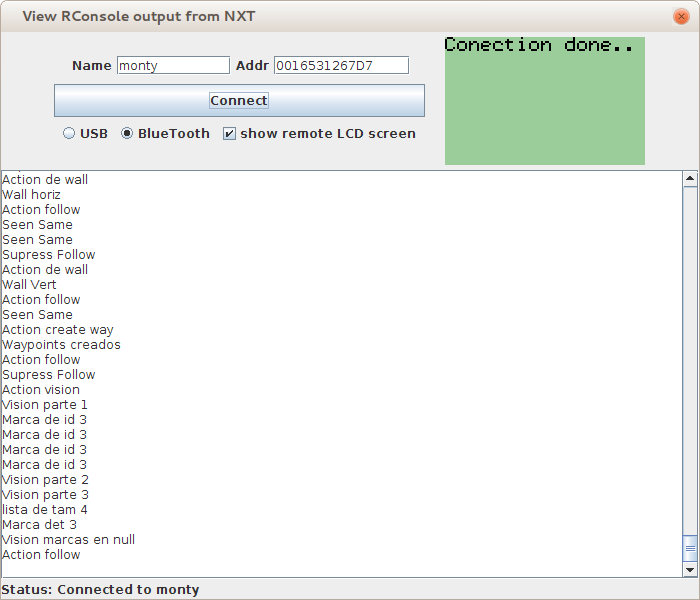 View RConsole output from NXT
Name monty Addr 0016531267D7
Connect
USB BlueTooth show remote LCD screen
Conection done..
Action de wall
Wall horiz
Action follow
Seen Same
Seen Same
Supress Follow
Action de wall
Wall Vert
Action follow
Seen Same
Action create way
Waypoints creados
Action follow
Supress Follow
Action vision
Vision parte 1
Marca de id 3
Marca de id 3
Marca de id 3
Marca de id 3
Vision parte 2
Vision parte 3
lista de tam 4
Marca det 3
Vision marcas en null
Action follow
Status: Connected to monty